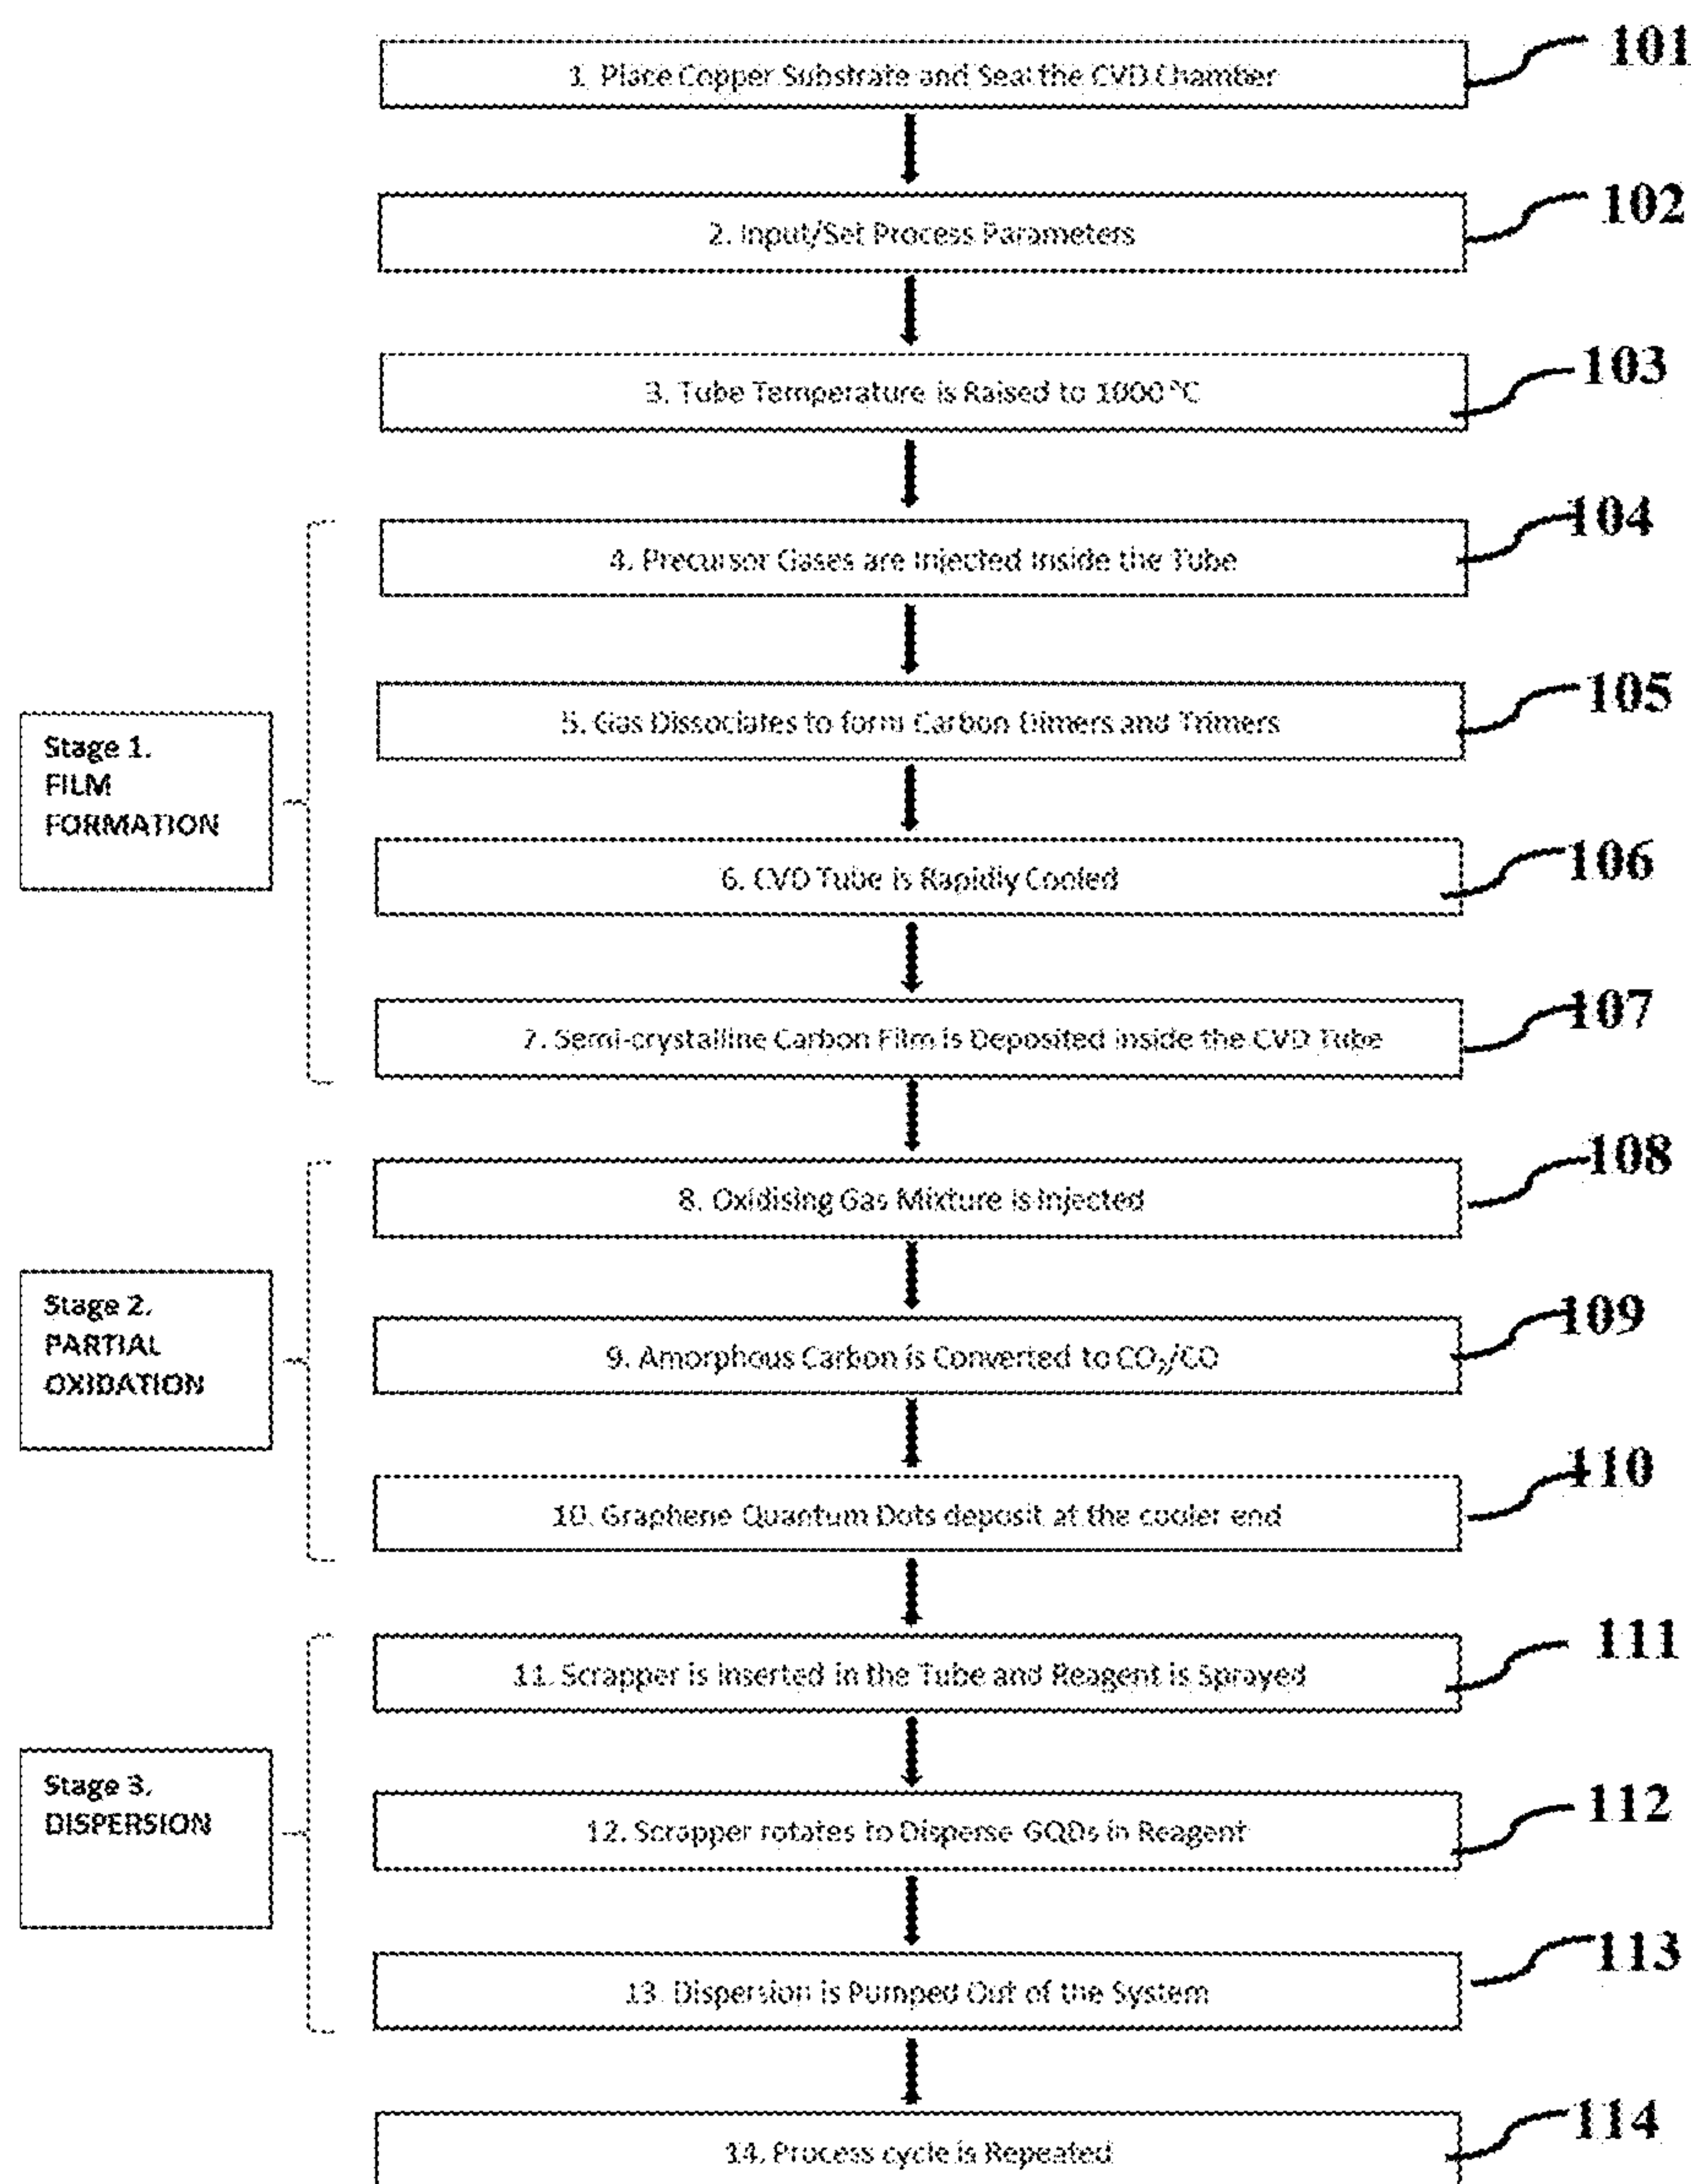 1. Place Copper Substrate and Seal the CVD Chamber
101
2. Input/Set Process Parameters
102
3. Tube Temperature is Raised to 1000 °C
103
4. Precursor Gases are Injected Inside the Tube
104
5. Gas Dissociates to form Carbon Dimers and Trimers
105
Stage 1.
FILM
FORMATION
6. CVD Tube is Rapidly Cooled
106
7. Semi-crystalline Carbon Film is Deposited inside the CVD Tube
107
8. Oxidising Gas Mixture is Injected
108
Stage 2.
PARTIAL
OXIDATION
9. Amorphous Carbon is Converted to CO₂/CO
109
10. Graphene Quantum Dots deposit at the cooler end
110
11. Scrapper is inserted in the Tube and Reagent is Sprayed
111
Stage 3.
DISPERSION
12. Scrapper rotates to Disperse GQDs in Reagent
112
13. Dispersion is Pumped Out of the System
113
14. Process cycle is Repeated
114